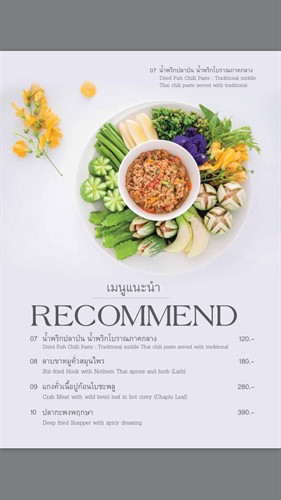 07 น้ำพริกปลาป่น น้ำพริกโบราณภาคกลาง
Dried Fish Chilli Paste : Traditional middle
Thai chili paste served with traditional
เมนูแนะนำ
RECOMMEND
07 น้ำพริกปลาป่น น้ำพริกโบราณภาคกลาง 120.-
Dried Fish Chilli Paste : Traditional middle Thai chili paste served with traditional
08 ลาบขาหมูคั่วสมุนไพร 180.-
Stir-fried Hock with Nothern Thai spices and herb (Larb)
09 แกงคั่วเนื้อปูก้อนใบชะพลู 280.-
Crab Meat with wild betel leaf in hot curry (Chaplu Leaf)
10 ปลากะพงพฤกษา 390.-
Deep fried Snapper with spicy dressing